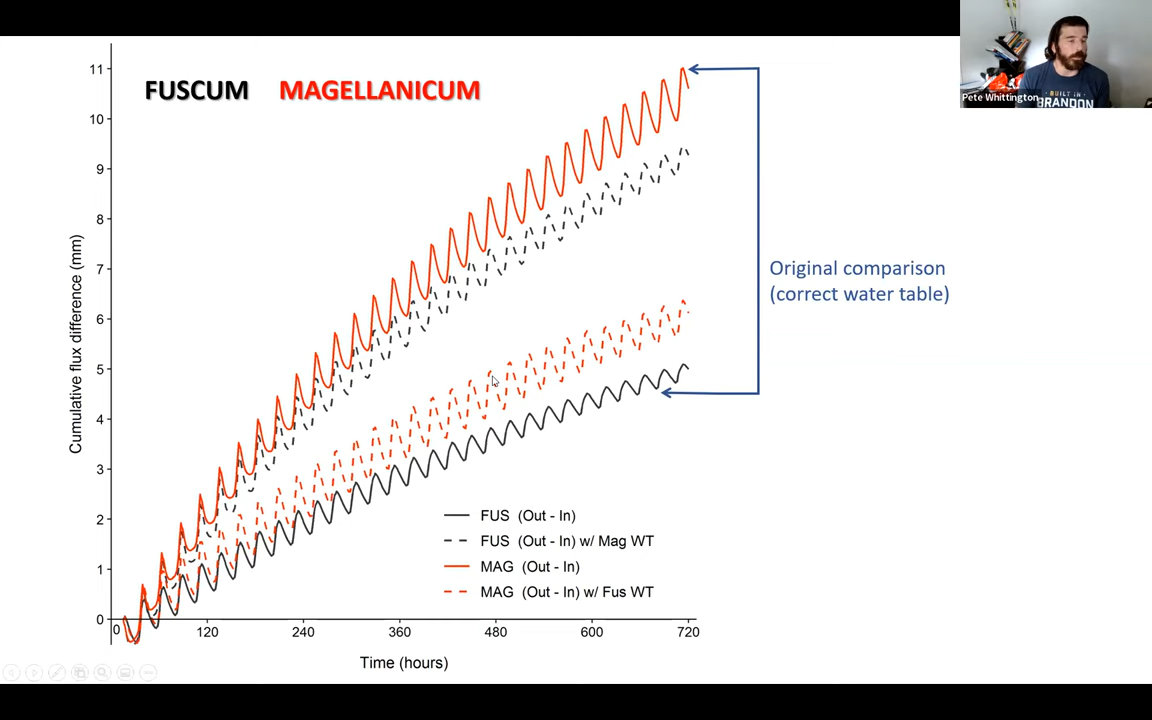 FUSCUM MAGELLANICUM
11
10
9
8
7
6
5
4
3
2
1
0
Cumulative flux difference (mm)
0 120 240 360 480 600 720
Time (hours)
FUS (Out - In)
FUS (Out - In) w/ Mag WT
MAG (Out - In)
MAG (Out - In) w/ Fus WT
Original comparison
(correct water table)
Pete Whittington
BUILT IN
BRANDON